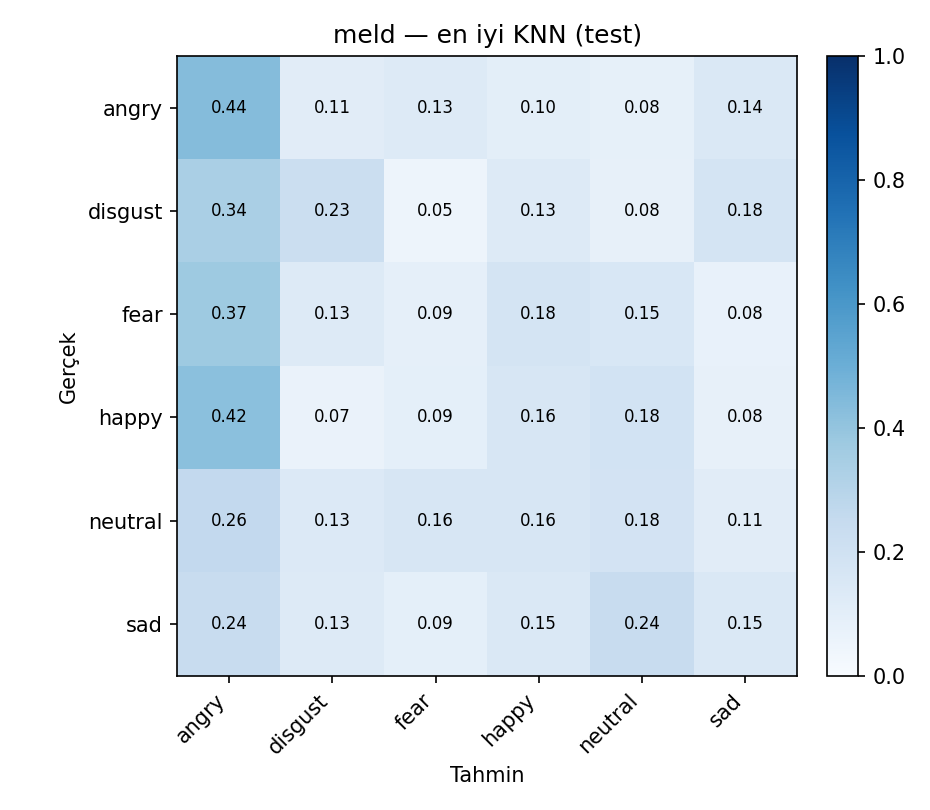 meld — en iyi KNN (test)
Gerçek
angry 0.44 0.11 0.13 0.10 0.08 0.14
disgust 0.34 0.23 0.05 0.13 0.08 0.18
fear 0.37 0.13 0.09 0.18 0.15 0.08
happy 0.42 0.07 0.09 0.16 0.18 0.08
neutral 0.26 0.13 0.16 0.16 0.18 0.11
sad 0.24 0.13 0.09 0.15 0.24 0.15
angry disgust fear happy neutral sad
Tahmin
1.0
0.8
0.6
0.4
0.2
0.0